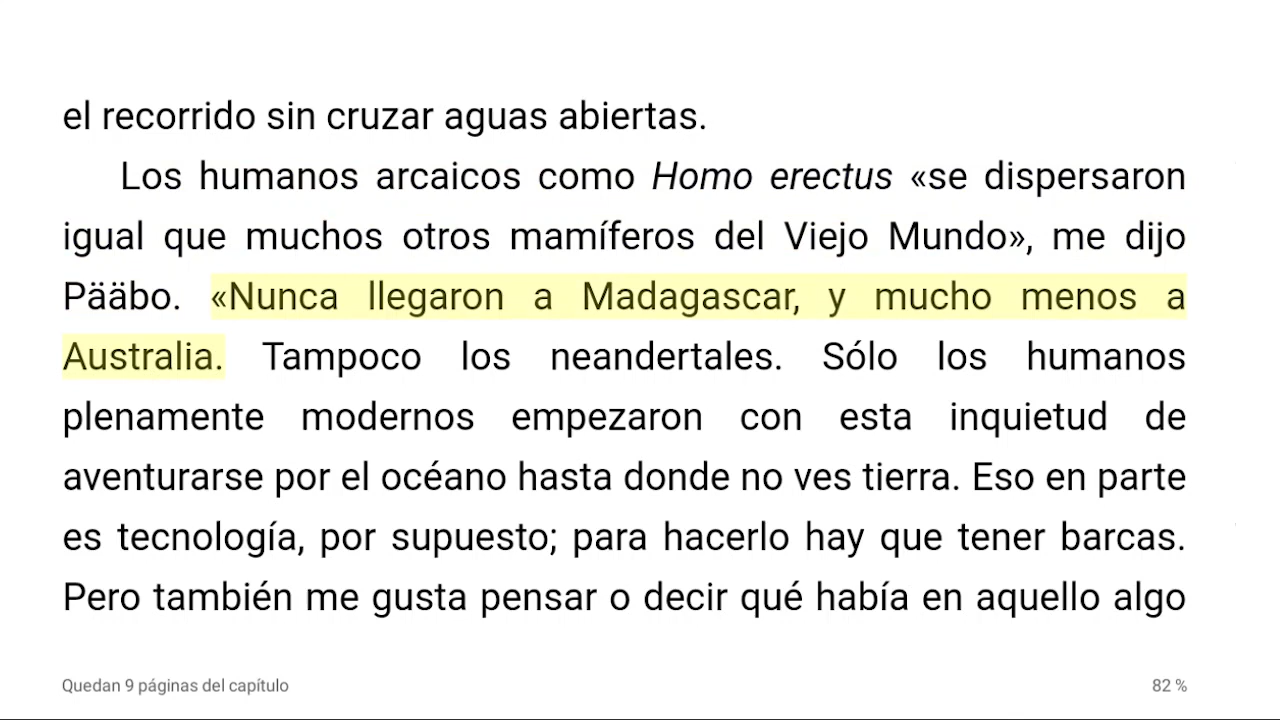 el recorrido sin cruzar aguas abiertas.
Los humanos arcaicos como Homo erectus «se dispersaron
igual que muchos otros mamíferos del Viejo Mundo», me dijo
Pääbo. «Nunca llegaron a Madagascar, y mucho menos a
Australia. Tampoco los neandertales. Sólo los humanos
plenamente modernos empezaron con esta inquietud de
aventurarse por el océano hasta donde no ves tierra. Eso en parte
es tecnología, por supuesto; para hacerlo hay que tener barcas.
Pero también me gusta pensar o decir qué había en aquello algo
Quedan 9 páginas del capítulo
82 %